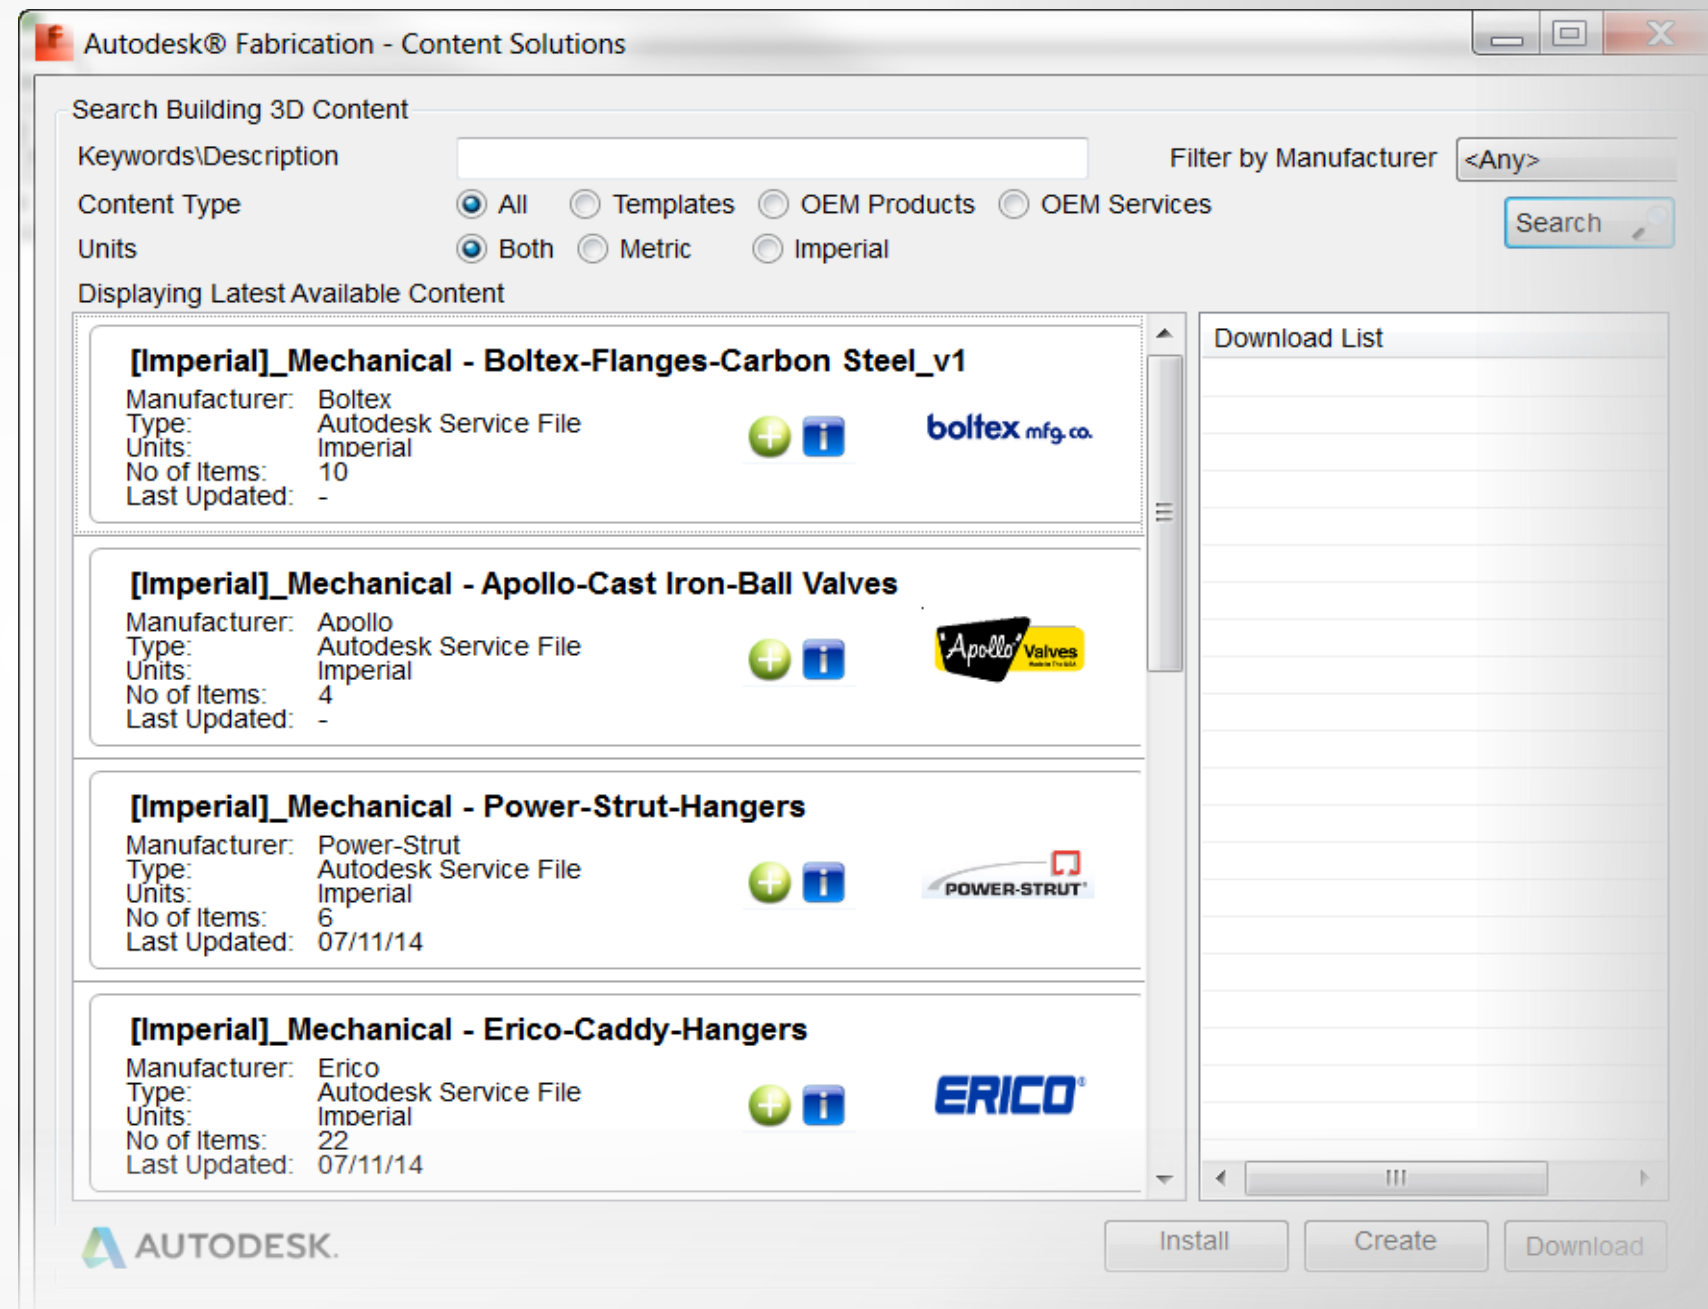 Autodesk® Fabrication - Content Solutions
Search Building 3D Content
Keywords\Description
Filter by Manufacturer <Any>
Content Type All Templates OEM Products OEM Services
Search
Units Both Metric Imperial
Displaying Latest Available Content
Download List
[Imperial]_Mechanical - Boltex-Flanges-Carbon Steel_v1
Manufacturer: Boltex
Type: Autodesk Service File
Units: Imperial
No of Items: 10
Last Updated: -
boltex mfg. co.
[Imperial]_Mechanical - Apollo-Cast Iron-Ball Valves
Manufacturer: Apollo
Type: Autodesk Service File
Units: Imperial
No of Items: 4
Last Updated: -
"Apollo" Valves
Made In The USA
[Imperial]_Mechanical - Power-Strut-Hangers
Manufacturer: Power-Strut
Type: Autodesk Service File
Units: Imperial
No of Items: 6
Last Updated: 07/11/14
POWER-STRUT®
[Imperial]_Mechanical - Erico-Caddy-Hangers
Manufacturer: Erico
Type: Autodesk Service File
Units: Imperial
No of Items: 22
Last Updated: 07/11/14
ERICO®
AUTODESK.
Install Create Download